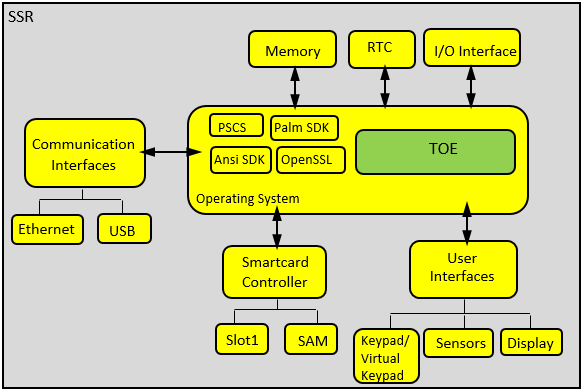 SSR
Memory
RTC
I/O Interface
Communication
Interfaces
Ethernet
USB
PSCS
Palm SDK
Ansi SDK
OpenSSL
TOE
Operating System
Smartcard
Controller
Slot1
SAM
User
Interfaces
Keypad/
Virtual
Keypad
Sensors
Display